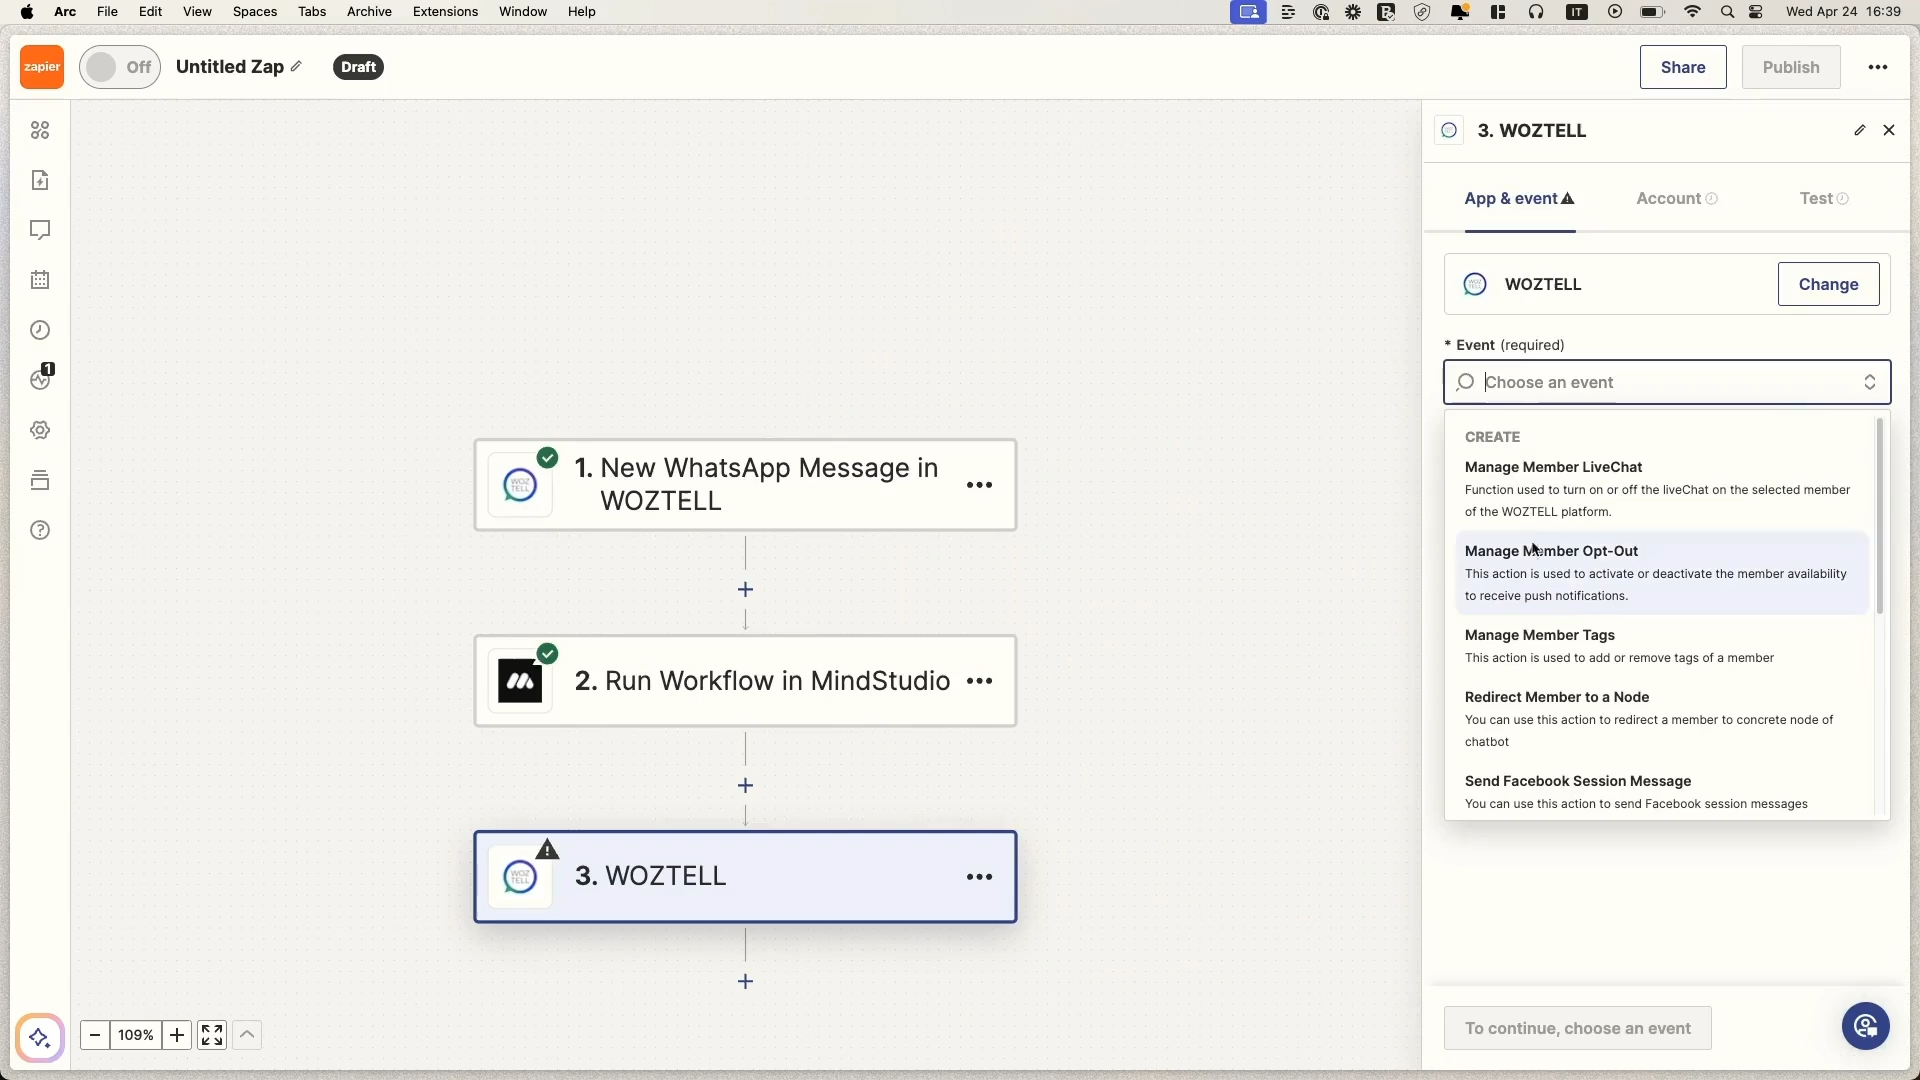 Arc File Edit View Spaces Tabs Archive Extensions Window Help IT Wed Apr 24 16:39
zapier Off Untitled Zap Draft Share Publish
3. WOZTELL
App & event Account Test
WOZTELL Change
* Event (required)
Choose an event
CREATE
Manage Member LiveChat
Function used to turn on or off the liveChat on the selected member
of the WOZTELL platform.
Manage Member Opt-Out
This action is used to activate or deactivate the member availability
to receive push notifications.
Manage Member Tags
This action is used to add or remove tags of a member
Redirect Member to a Node
You can use this action to redirect a member to concrete node of
chatbot
Send Facebook Session Message
You can use this action to send Facebook session messages
To continue, choose an event
1
WOZ
TELL
1. New WhatsApp Message in
WOZTELL
2. Run Workflow in MindStudio
WOZ
TELL
3. WOZTELL
109%